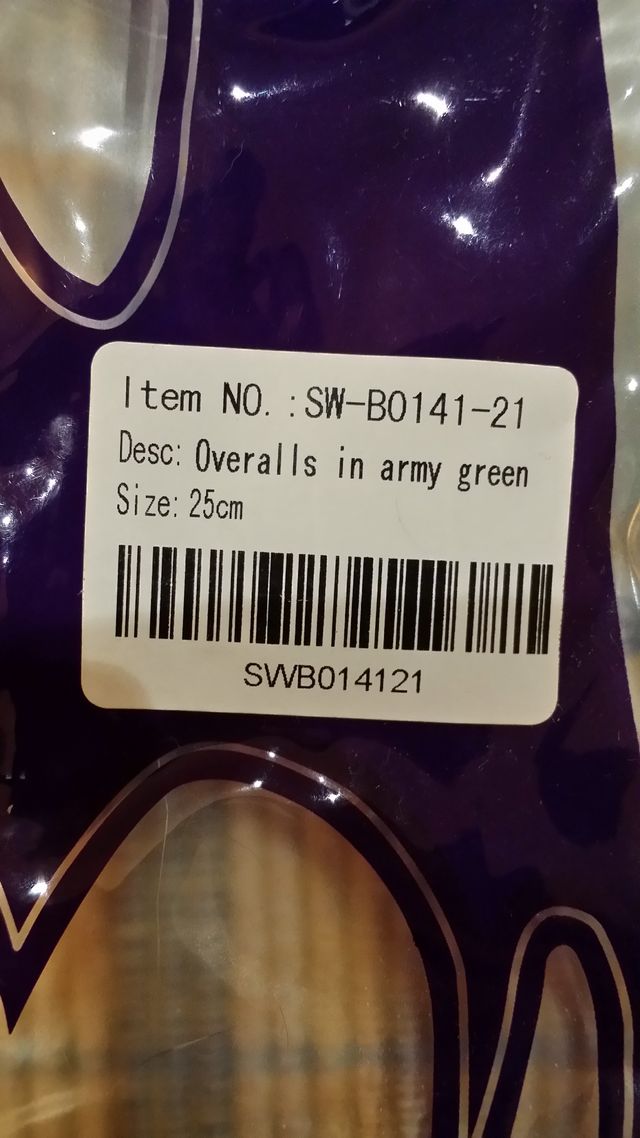 Item NO.:SW-B0141-21
Desc: Overalls in army green
Size: 25cm
SWB014121